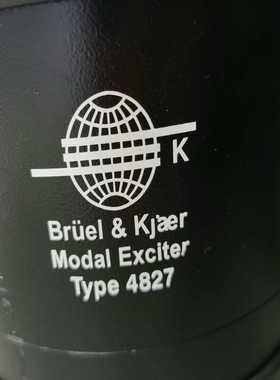 K
Brüel & Kjær
Modal Exciter
Type 4827